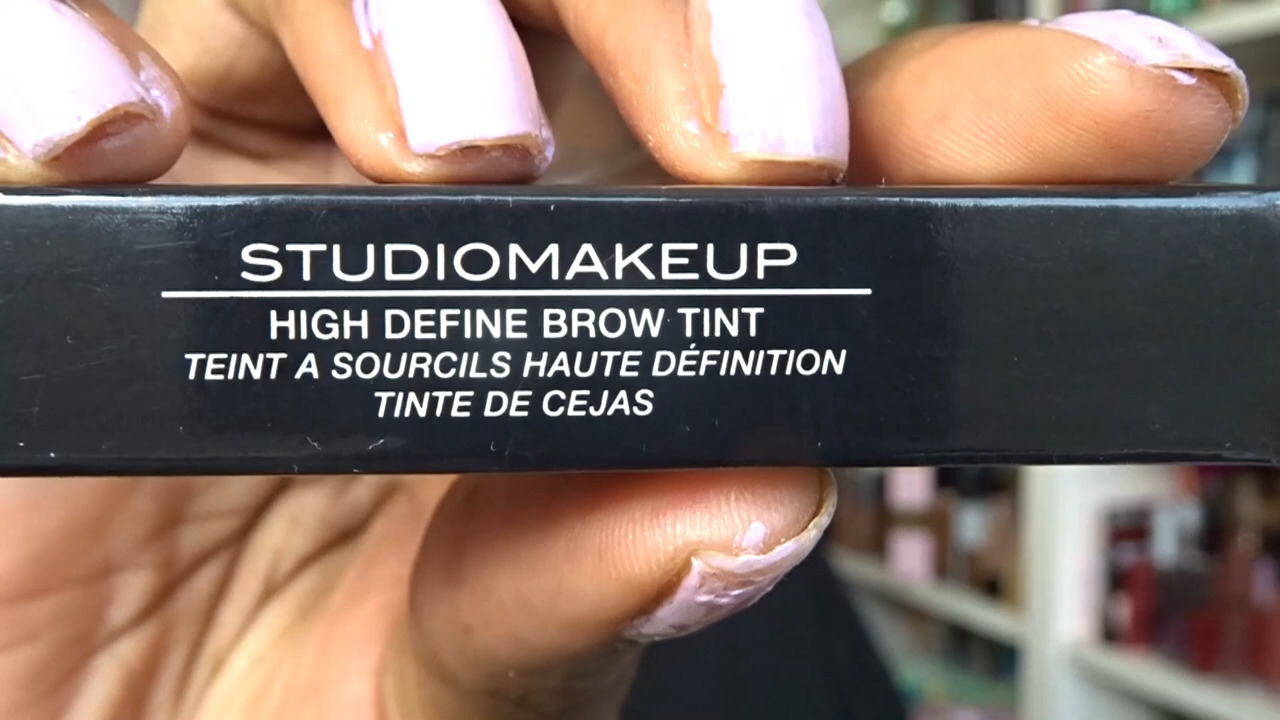 STUDIOMAKEUP
HIGH DEFINE BROW TINT
TEINT A SOURCILS HAUTE DÉFINITION
TINTE DE CEJAS